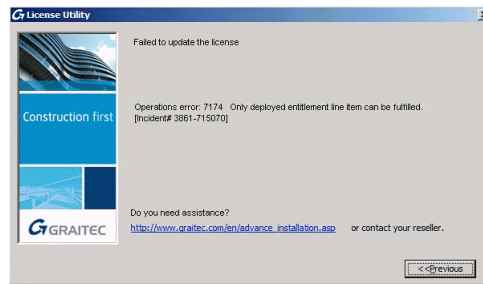 License Utility
Failed to update the license
Operations error: 7174 Only deployed entitlement line item can be fulfilled.
[Incident# 3861-715070]
Construction first
GRAITEC
Do you need assistance?
http://www.graitec.com/en/advance_installation.asp or contact your reseller.
<<Previous